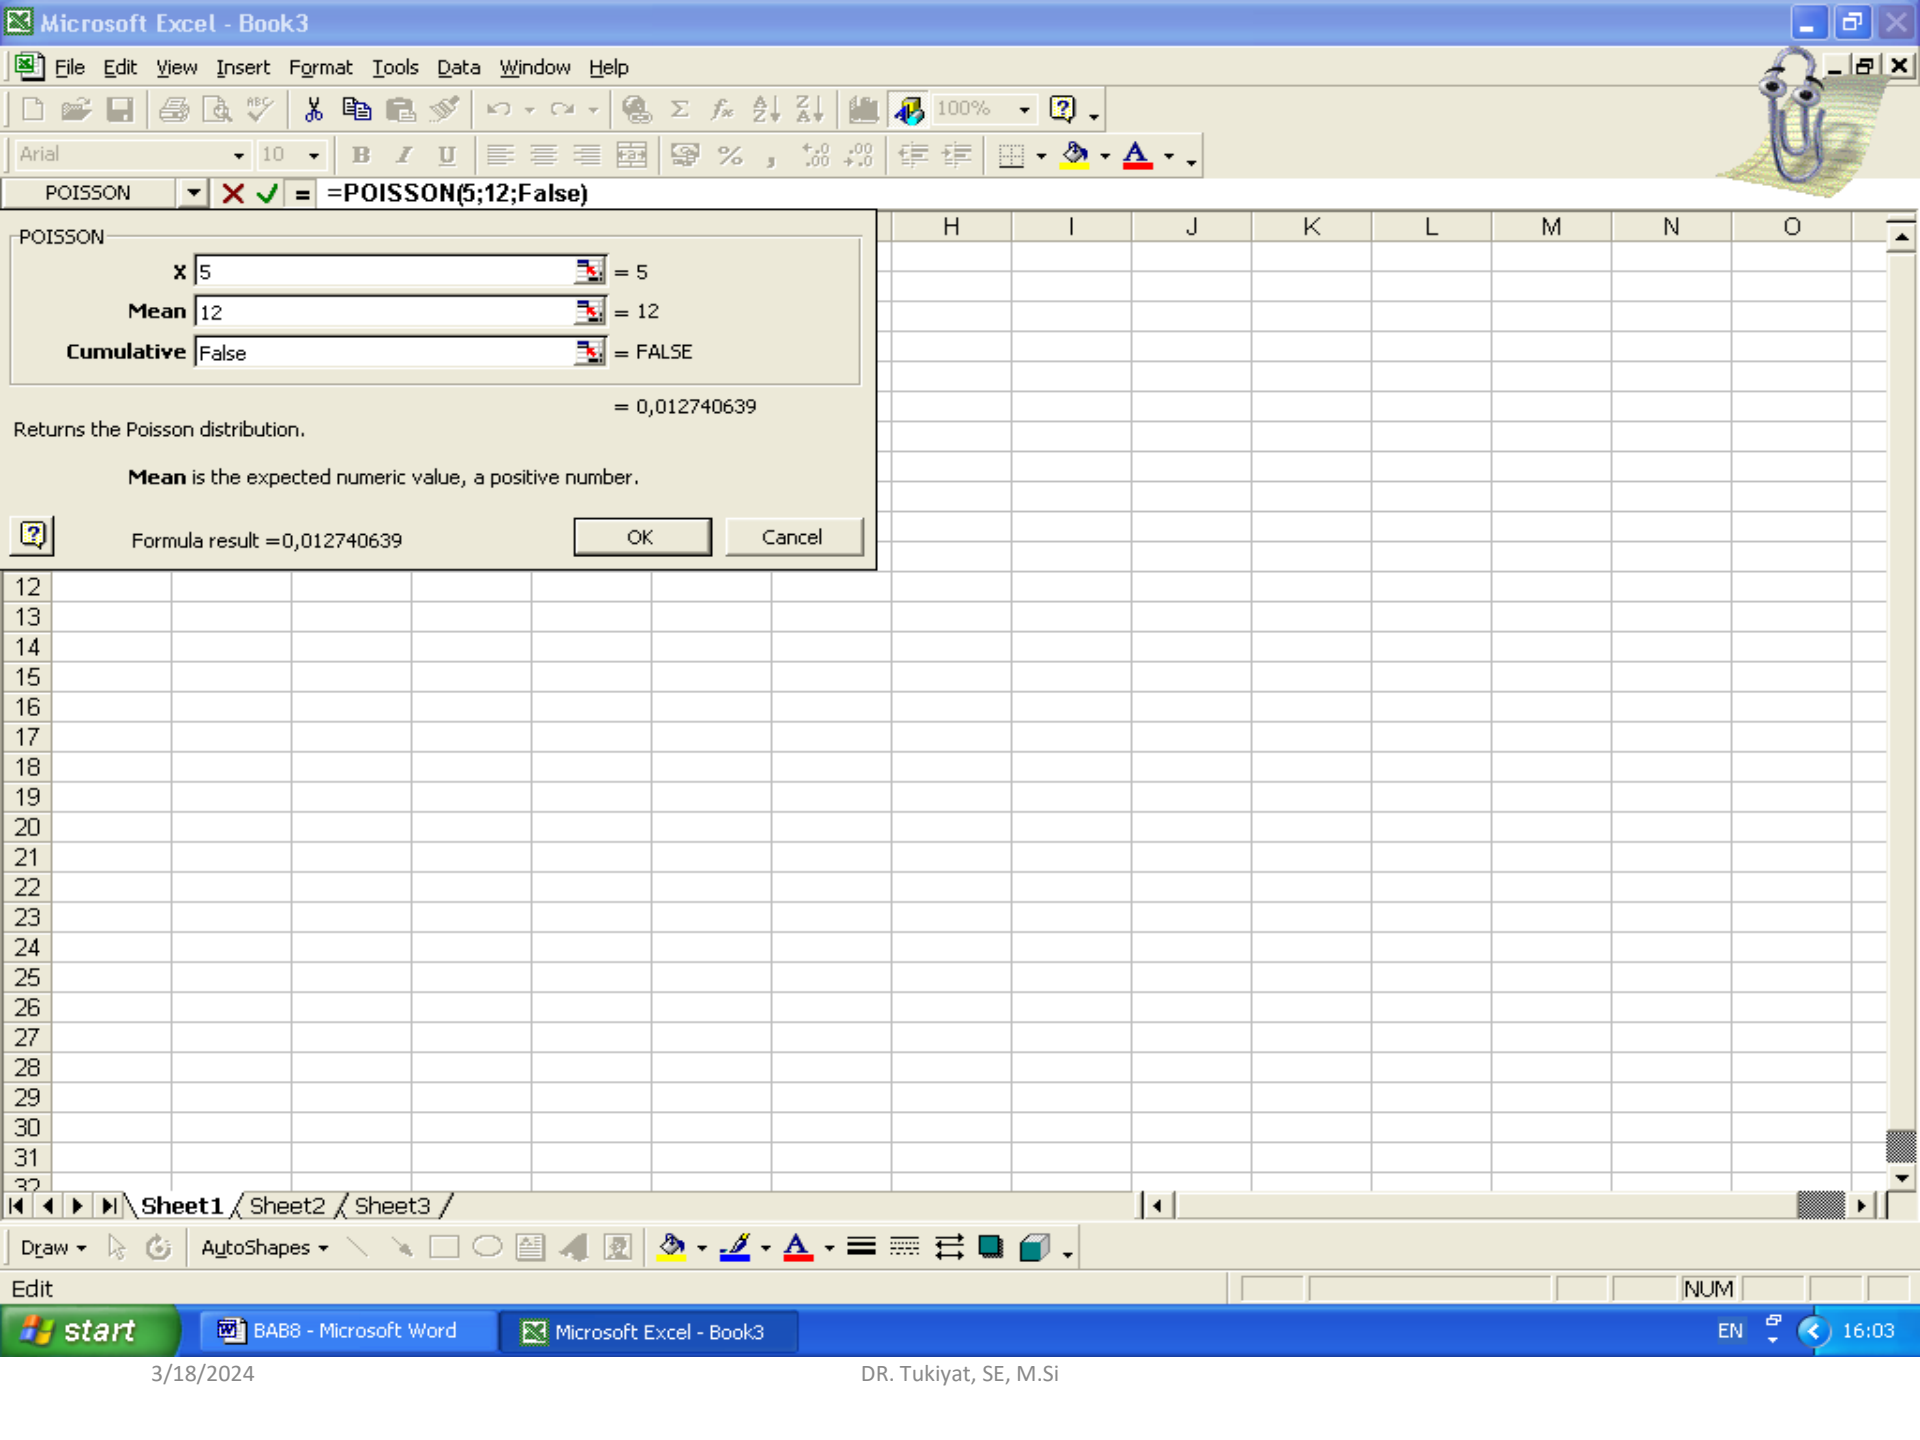 Microsoft Excel - Book3
File Edit View Insert Format Tools Data Window Help
100%
Arial 10 B I U
POISSON =POISSON(5;12;False)
POISSON
X 5 = 5
Mean 12 = 12
Cumulative False = FALSE
= 0,012740639
Returns the Poisson distribution.
Mean is the expected numeric value, a positive number.
Formula result =0,012740639 OK Cancel
H I J K L M N O
12
13
14
15
16
17
18
19
20
21
22
23
24
25
26
27
28
29
30
31
32
Sheet1 Sheet2 Sheet3
Draw AutoShapes
Edit NUM
start BAB8 - Microsoft Word Microsoft Excel - Book3 EN 16:03
3/18/2024 DR. Tukiyat, SE, M.Si